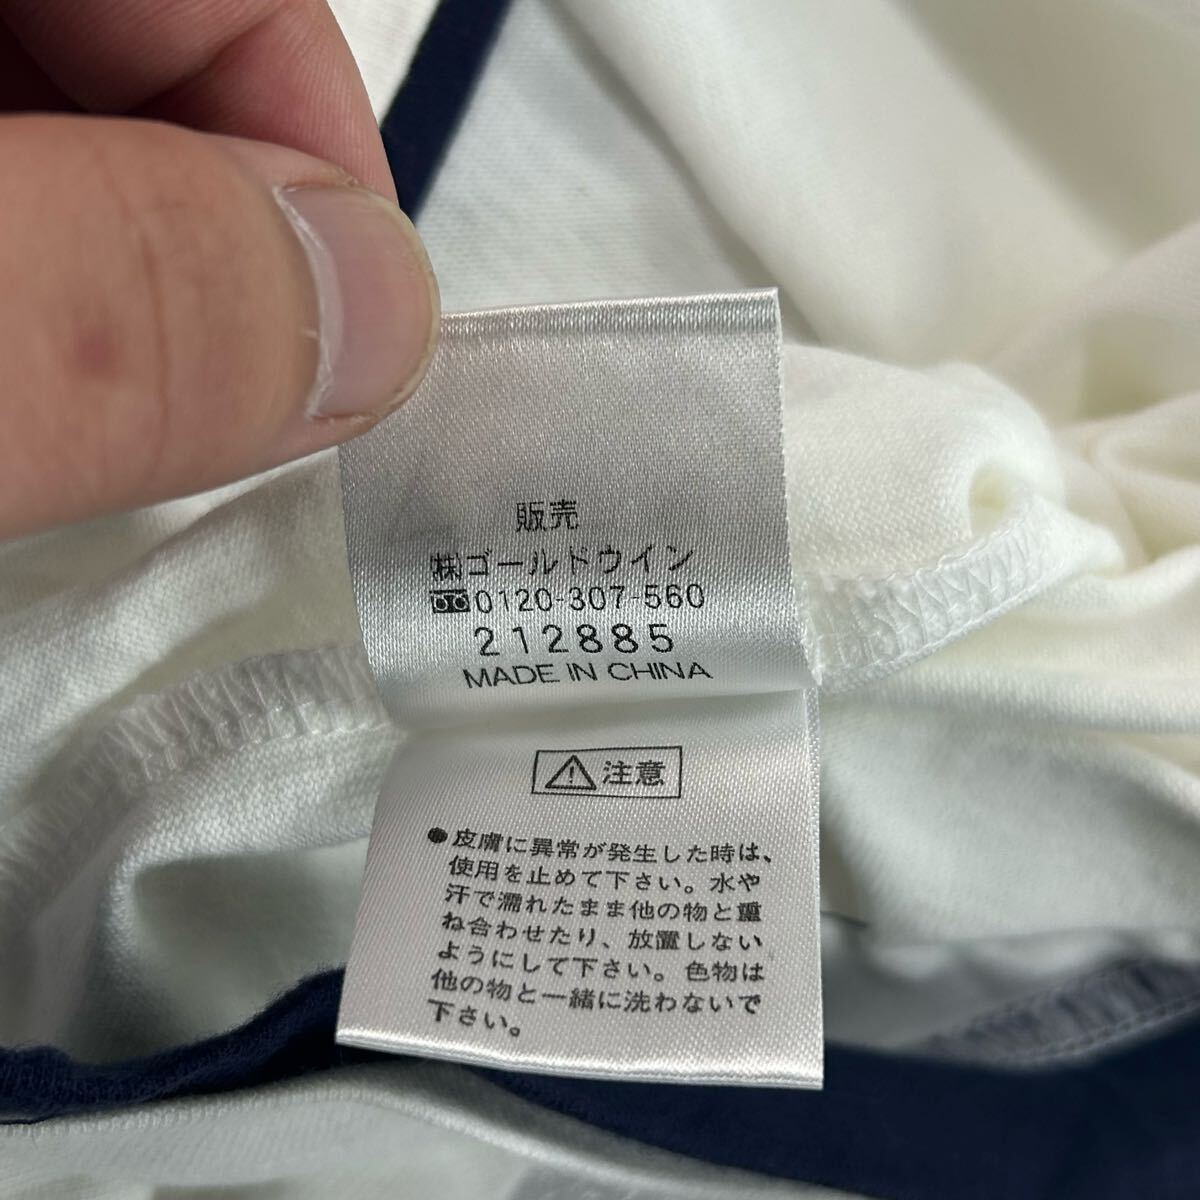 販売
㈱ゴールドウイン
0120-307-560
212885
MADE IN CHINA
注意
●皮膚に異常が発生した時は、
使用を止めて下さい。水や
汗で濡れたまま他の物と重
ね合わせたり、放置しない
ようにして下さい。色物は
他の物と一緒に洗わないで
下さい。